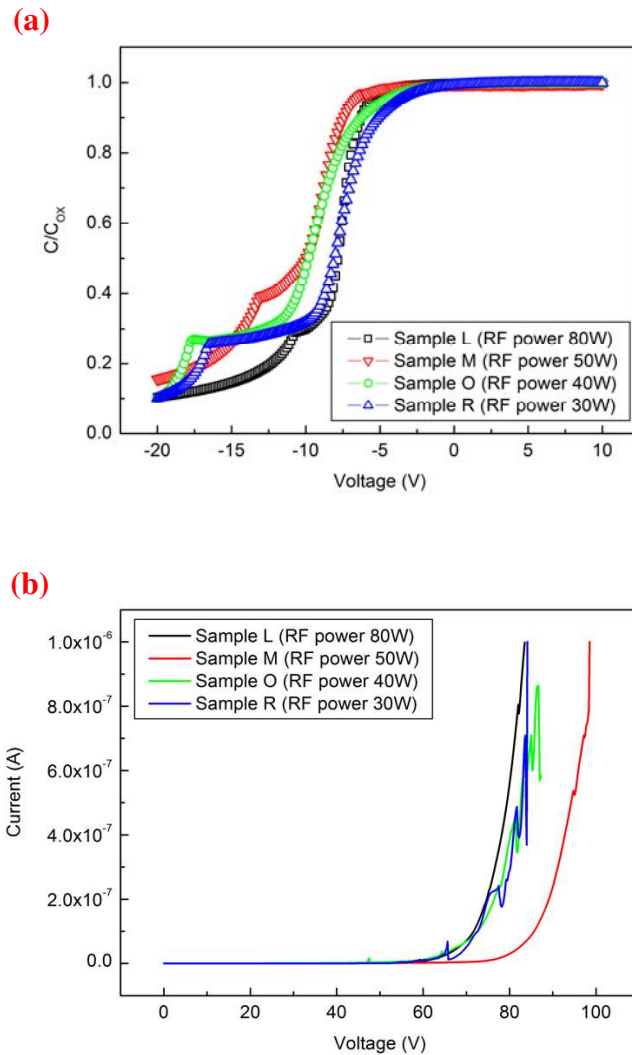 (a)
1.0
0.8
0.6
0.4
0.2
0.0
C/C_OX
Sample L (RF power 80W)
Sample M (RF power 50W)
Sample O (RF power 40W)
Sample R (RF power 30W)
-20 -15 -10 -5 0 5 10
Voltage (V)
(b)
1.0x10^-6
8.0x10^-7
6.0x10^-7
4.0x10^-7
2.0x10^-7
0.0
Current (A)
Sample L (RF power 80W)
Sample M (RF power 50W)
Sample O (RF power 40W)
Sample R (RF power 30W)
0 20 40 60 80 100
Voltage (V)